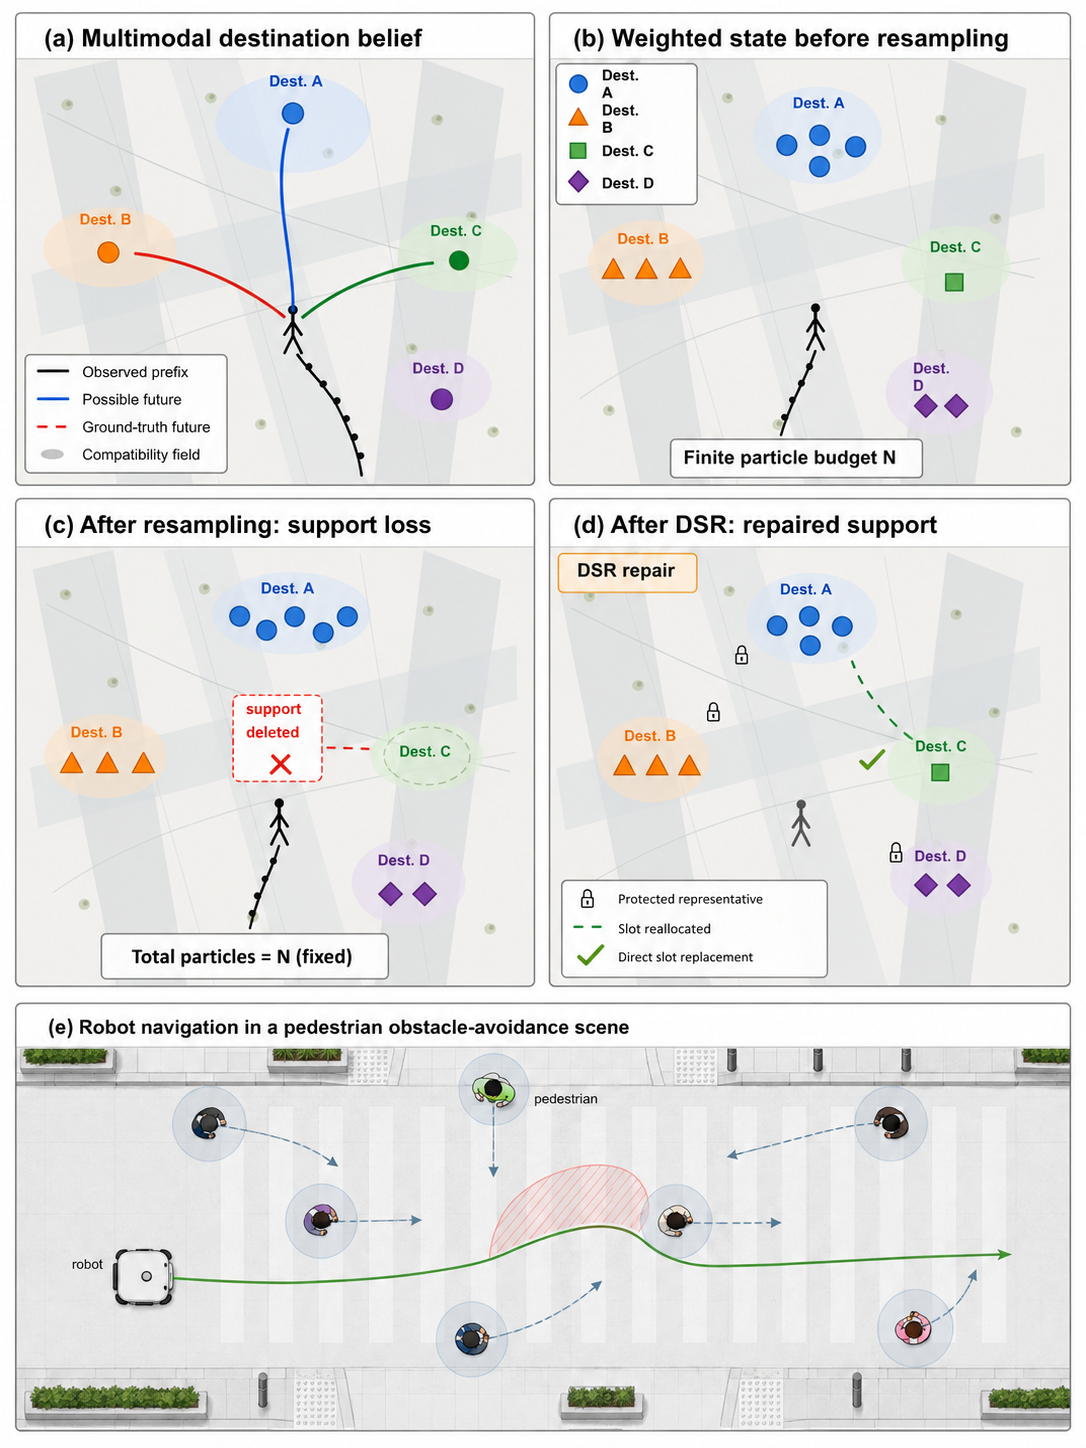 (a) Multimodal destination belief
Dest. A
Dest. B
Dest. C
Dest. D
Observed prefix
Possible future
Ground-truth future
Compatibility field
(b) Weighted state before resampling
Dest.
A
Dest.
B
Dest. C
Dest. D
Dest. A
Dest. B
Dest. C
Dest.
D
Finite particle budget N
(c) After resampling: support loss
Dest. A
support
deleted
Dest. B
Dest. C
Dest. D
Total particles = N (fixed)
(d) After DSR: repaired support
DSR repair
Dest. A
Dest. B
Dest. C
Dest. D
Protected representative
Slot reallocated
Direct slot replacement
(e) Robot navigation in a pedestrian obstacle-avoidance scene
pedestrian
robot